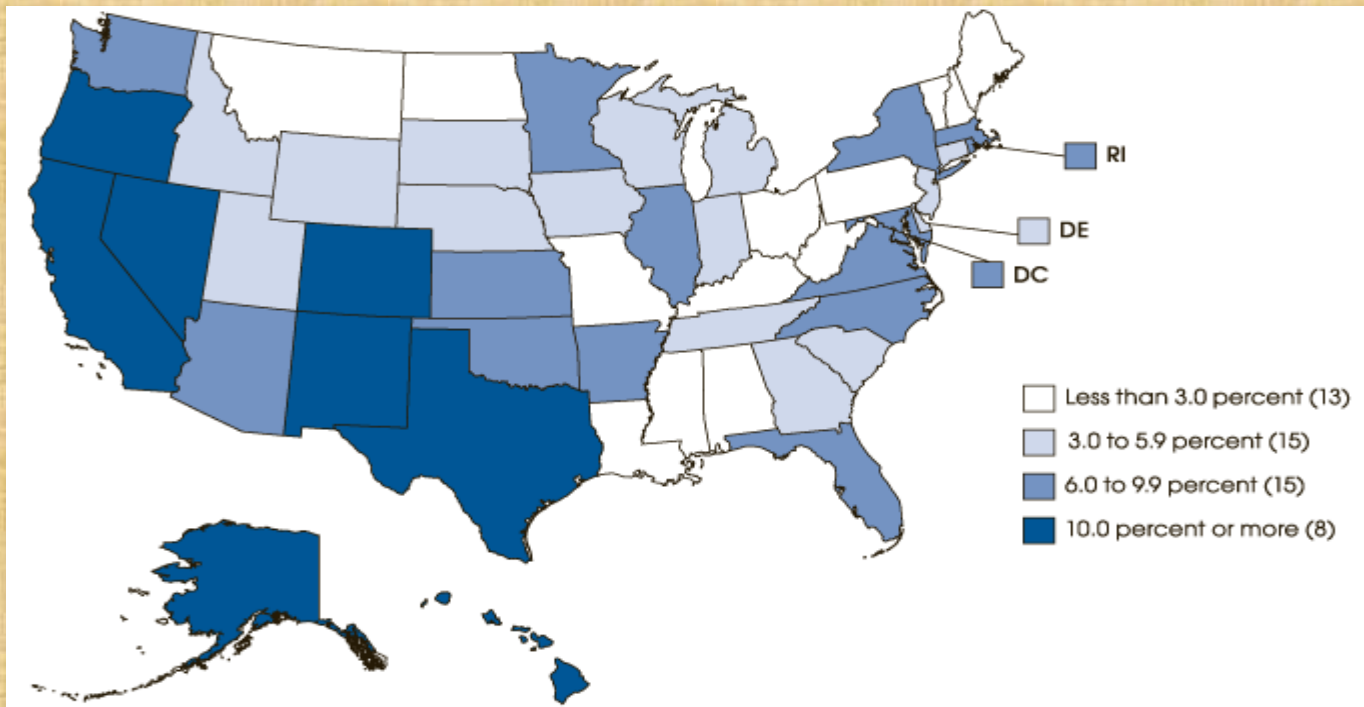 RI
DE
DC
Less than 3.0 percent (13)
3.0 to 5.9 percent (15)
6.0 to 9.9 percent (15)
10.0 percent or more (8)